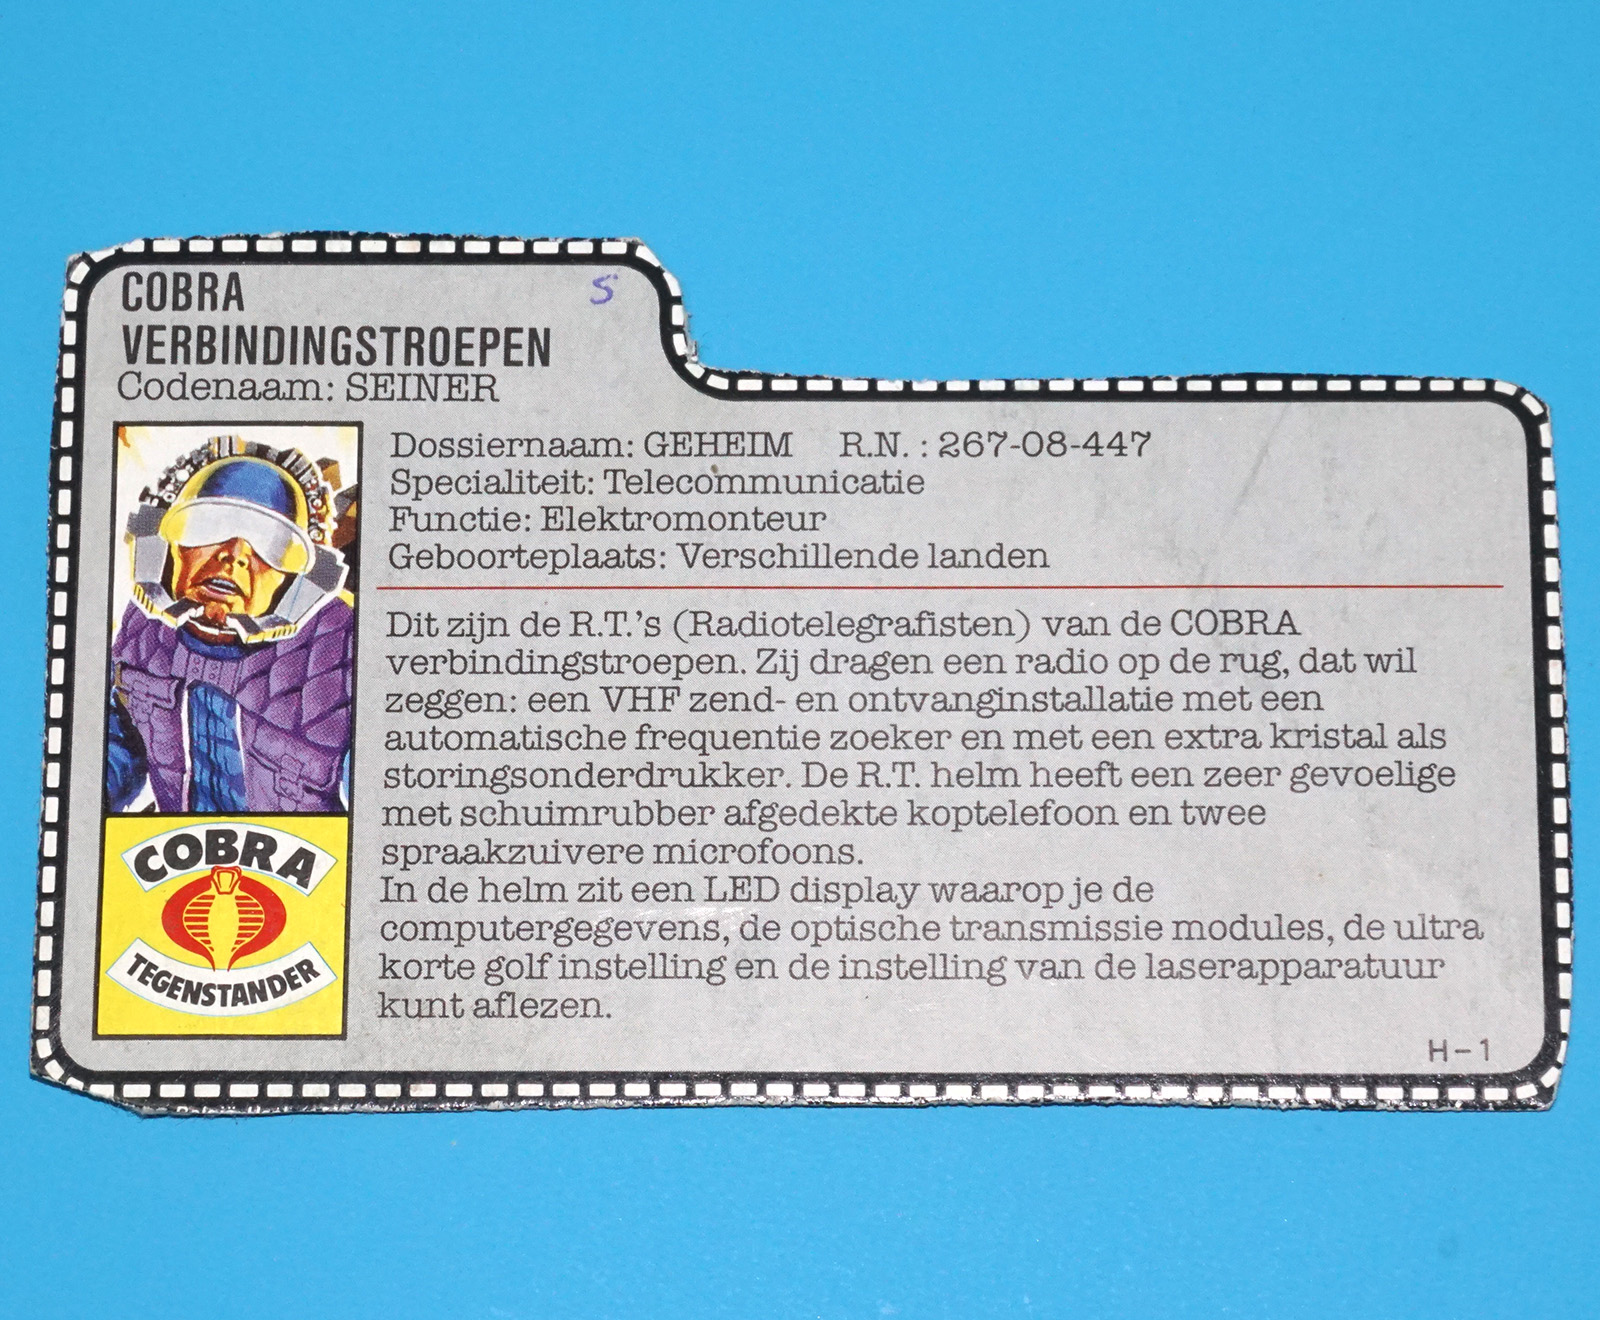 COBRA
VERBINDINGSTROEPEN
Codenaam: SEINER
S
Dossiernaam: GEHEIM R.N. : 267-08-447
Specialiteit: Telecommunicatie
Functie: Elektromonteur
Geboorteplaats: Verschillende landen
Dit zijn de R.T.'s (Radiotelegrafisten) van de COBRA
verbindingstroepen. Zij dragen een radio op de rug, dat wil
zeggen: een VHF zend- en ontvanginstallatie met een
automatische frequentie zoeker en met een extra kristal als
storingsonderdrukker. De R.T. helm heeft een zeer gevoelige
met schuimrubber afgedekte koptelefoon en twee
spraakzuivere microfoons.
In de helm zit een LED display waarop je de
computergegevens, de optische transmissie modules, de ultra
korte golf instelling en de instelling van de laserapparatuur
kunt aflezen.
COBRA
TEGENSTANDER
H-1